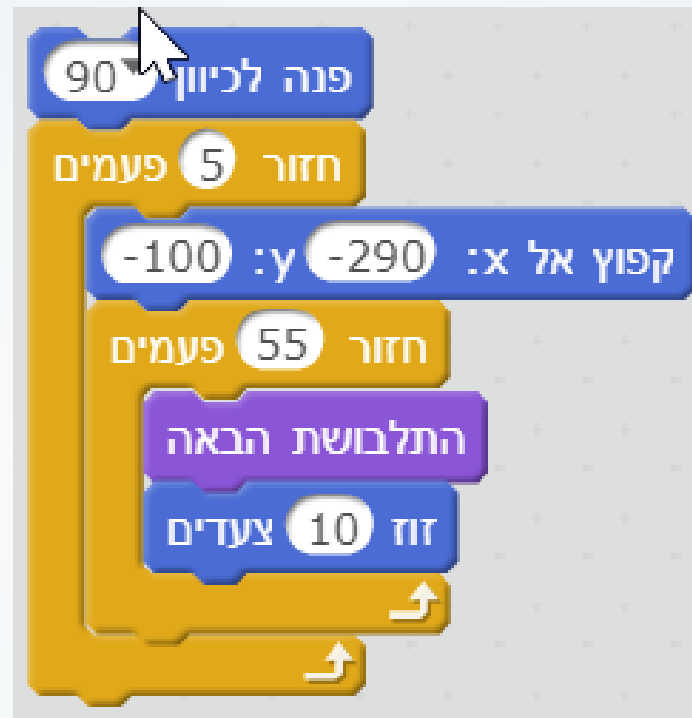 פנה לכיוון 90
חזור 5 פעמים
קפוץ אל x: -290 y: -100
חזור 55 פעמים
התלבושת הבאה
זוז 10 צעדים